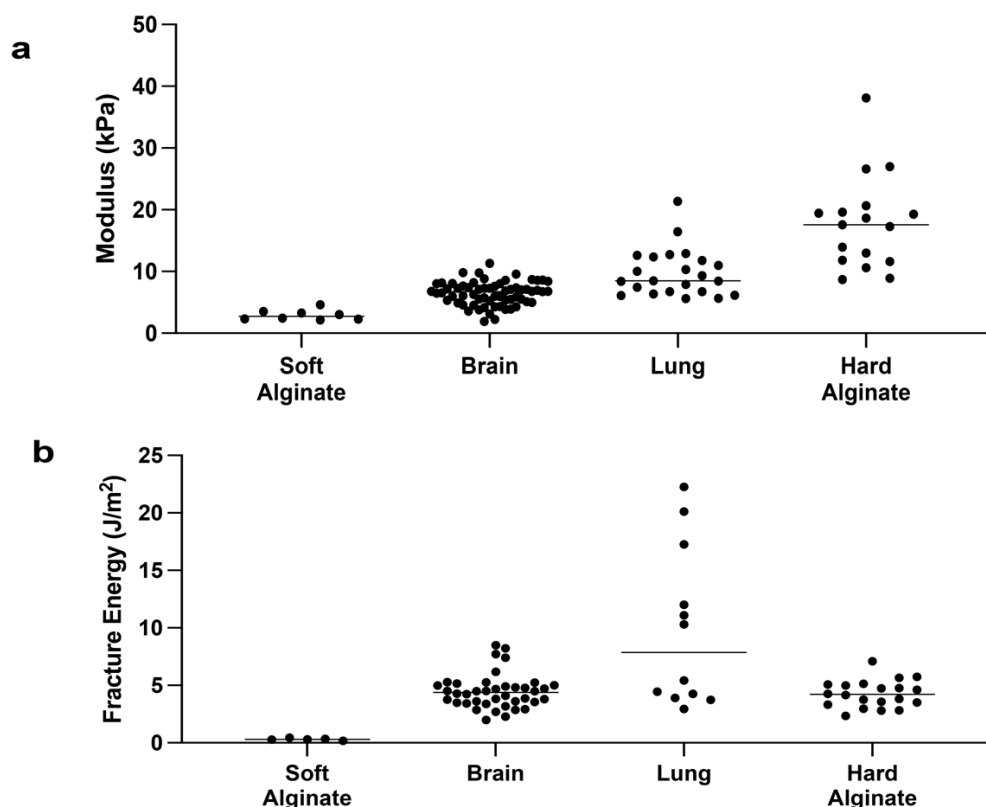 a
Modulus (kPa)
50
40
30
20
10
0
Soft
Alginate
Brain
Lung
Hard
Alginate
b
Fracture Energy (J/m²)
25
20
15
10
5
0
Soft
Alginate
Brain
Lung
Hard
Alginate